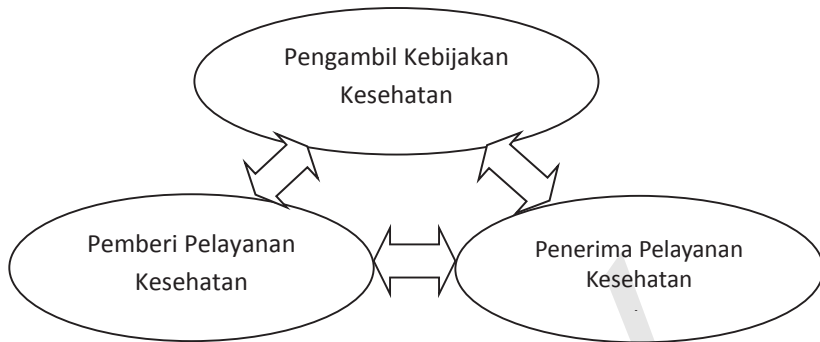 Pengambil Kebijakan
Kesehatan
Pemberi Pelayanan
Kesehatan
Penerima Pelayanan
Kesehatan